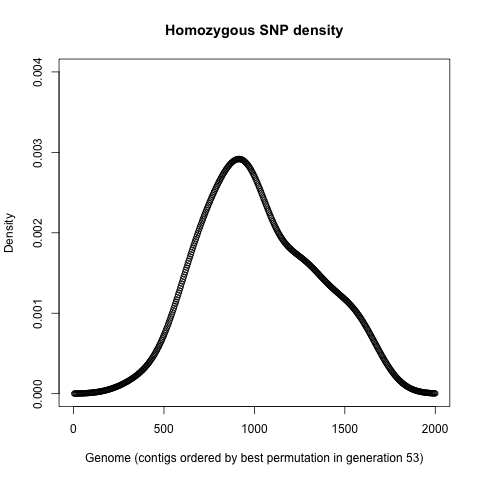 Homozygous SNP density
0.004
0.003
0.002
0.001
0.000
Density
0 500 1000 1500 2000
Genome (contigs ordered by best permutation in generation 53)